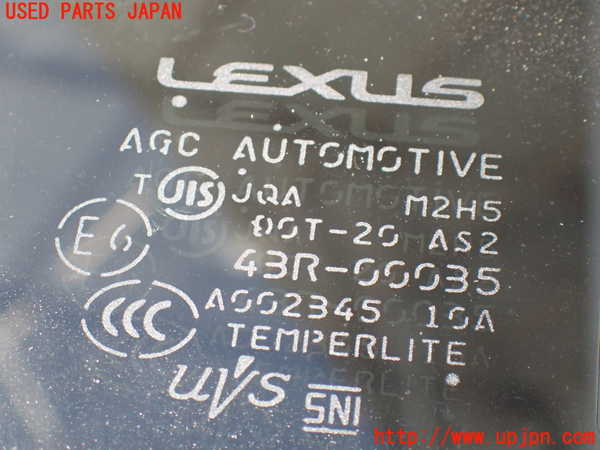 USED PARTS JAPAN
LEXUS
AGC AUTOMOTIVE
T JIS JQA M2H5
DOT-20 AS2
E6 43R-00035
CCC A002345 10A
TEMPERLITE
uVs SNI
http://www.upjpn.com/